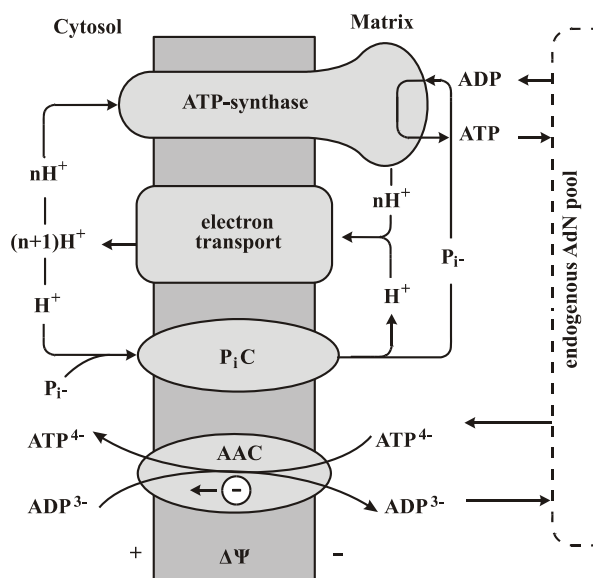 Cytosol
Matrix
ATP-synthase
ADP
ATP
nH⁺
nH⁺
electron
transport
(n+1)H⁺
Pi-
H⁺
H⁺
PiC
Pi-
endogenous AdN pool
ATP⁴⁻
AAC
ATP⁴⁻
−
ADP³⁻
ADP³⁻
+
ΔΨ
−